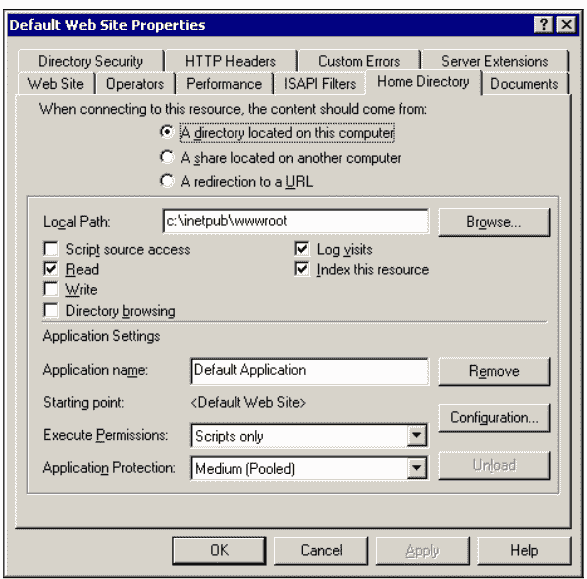 Default Web Site Properties
Directory Security HTTP Headers Custom Errors Server Extensions
Web Site Operators Performance ISAPI Filters Home Directory Documents
When connecting to this resource, the content should come from:
A directory located on this computer
A share located on another computer
A redirection to a URL
Local Path: c:\inetpub\wwwroot Browse...
Script source access Log visits
Read Index this resource
Write
Directory browsing
Application Settings
Application name: Default Application Remove
Starting point: <Default Web Site>
Configuration...
Execute Permissions: Scripts only
Application Protection: Medium (Pooled) Unload
OK Cancel Apply Help